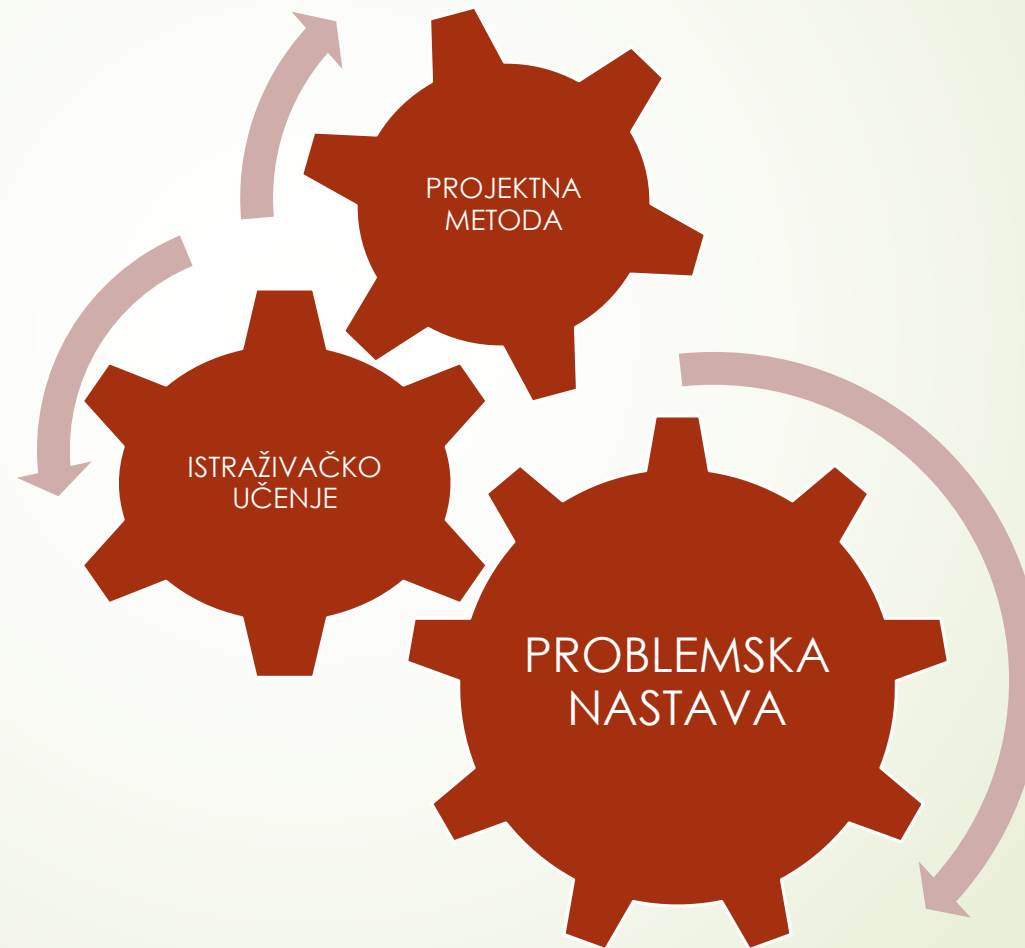 PROJEKTNA
METODA
ISTRAŽIVAČKO
UČENJE
PROBLEMSKA
NASTAVA